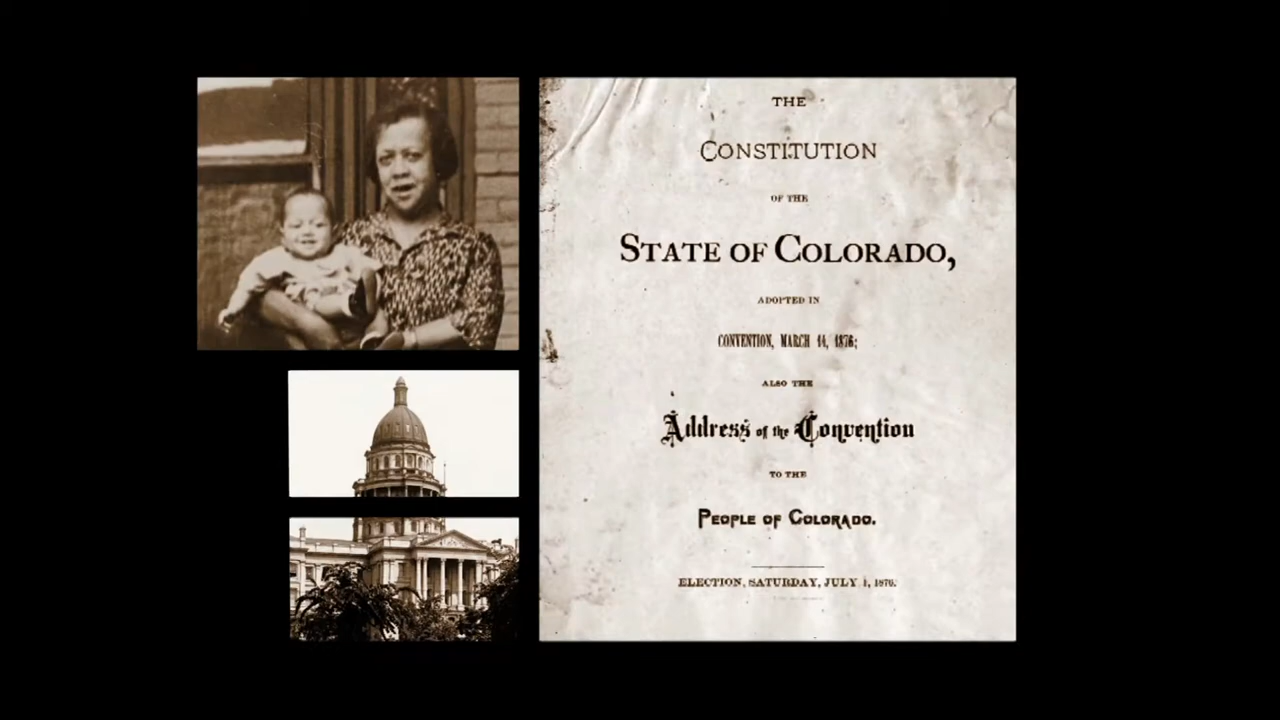 THE
CONSTITUTION
OF THE
STATE OF COLORADO,
ADOPTED IN
CONVENTION, MARCH 14, 1876;
ALSO THE
Address of the Convention
TO THE
PEOPLE OF COLORADO.
ELECTION, SATURDAY, JULY 1, 1876.